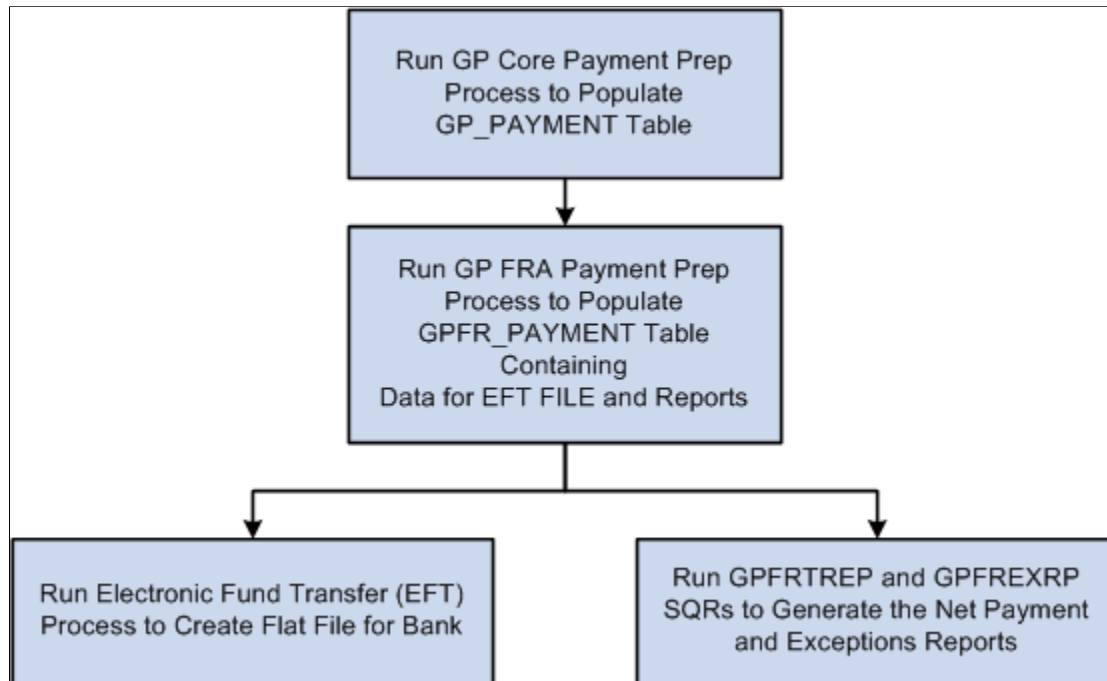 Run GP Core Payment Prep
Process to Populate
GP_PAYMENT Table
Run GP FRA Payment Prep
Process to Populate
GPFR_PAYMENT Table
Containing
Data for EFT FILE and Reports
Run Electronic Fund Transfer (EFT)
Process to Create Flat File for Bank
Run GPFRTREP and GPFREXRP
SQRs to Generate the Net Payment
and Exceptions Reports